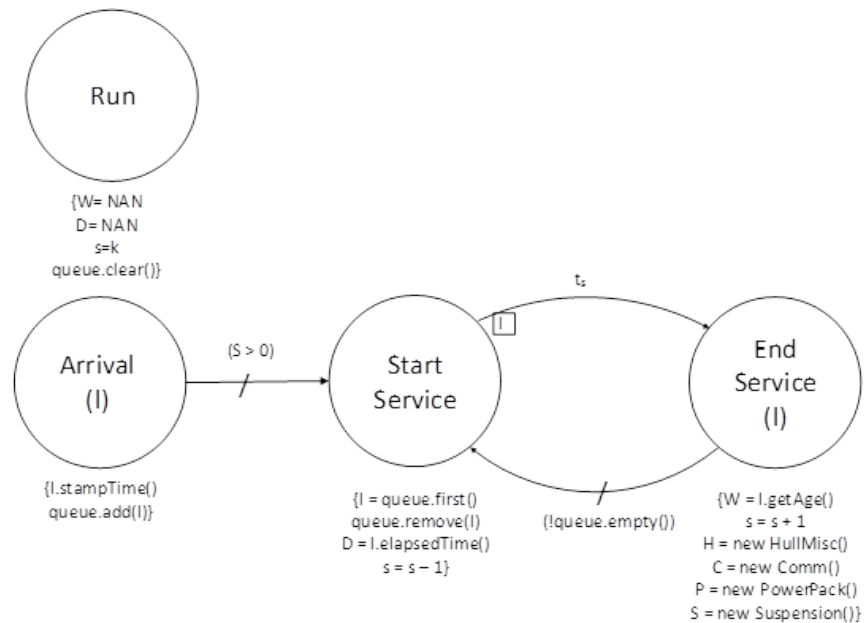 Run
{W= NAN
D= NAN
s=k
queue.clear()}
Arrival
(l)
{l.stampTime()
queue.add(l)}
(S > 0)
Start
Service
{l = queue.first()
queue.remove(l)
D = l.elapsedTime()
s = s – 1}
tₛ
l
(!queue.empty())
End
Service
(l)
{W = l.getAge()
s = s + 1
H = new HullMisc()
C = new Comm()
P = new PowerPack()
S = new Suspension()}